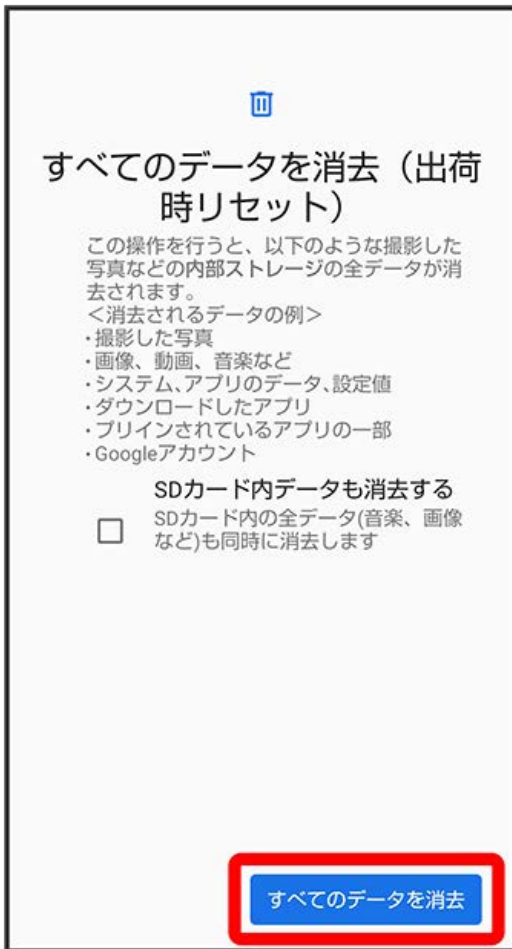 すべてのデータを消去（出荷
時リセット）
この操作を行うと、以下のような撮影した
写真などの内部ストレージの全データが消
去されます。
＜消去されるデータの例＞
・撮影した写真
・画像、動画、音楽など
・システム、アプリのデータ、設定値
・ダウンロードしたアプリ
・プリインされているアプリの一部
・Googleアカウント
SDカード内データも消去する
SDカード内の全データ(音楽、画像
など)も同時に消去します
すべてのデータを消去